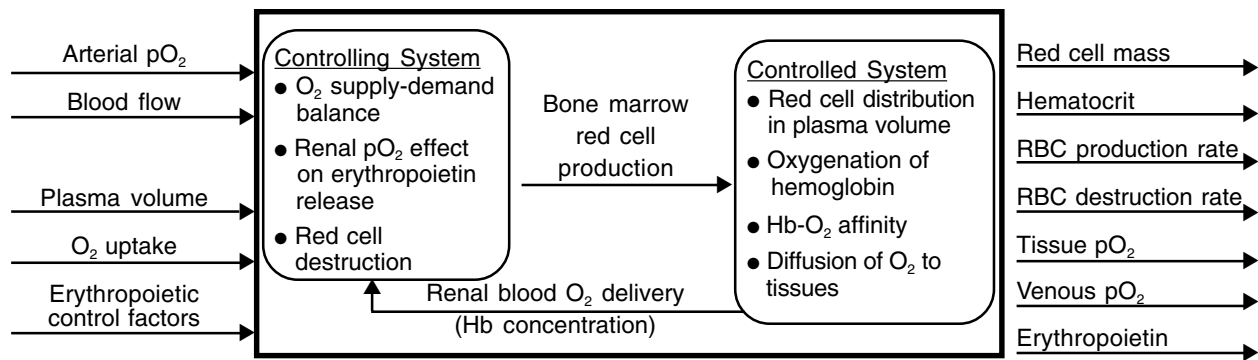 Arterial pO₂
Blood flow
Plasma volume
O₂ uptake
Erythropoietic
control factors
Controlling System
● O₂ supply-demand
balance
● Renal pO₂ effect
on erythropoietin
release
● Red cell
destruction
Bone marrow
red cell
production
Renal blood O₂ delivery
(Hb concentration)
Controlled System
● Red cell distribution
in plasma volume
● Oxygenation of
hemoglobin
● Hb-O₂ affinity
● Diffusion of O₂ to
tissues
Red cell mass
Hematocrit
RBC production rate
RBC destruction rate
Tissue pO₂
Venous pO₂
Erythropoietin